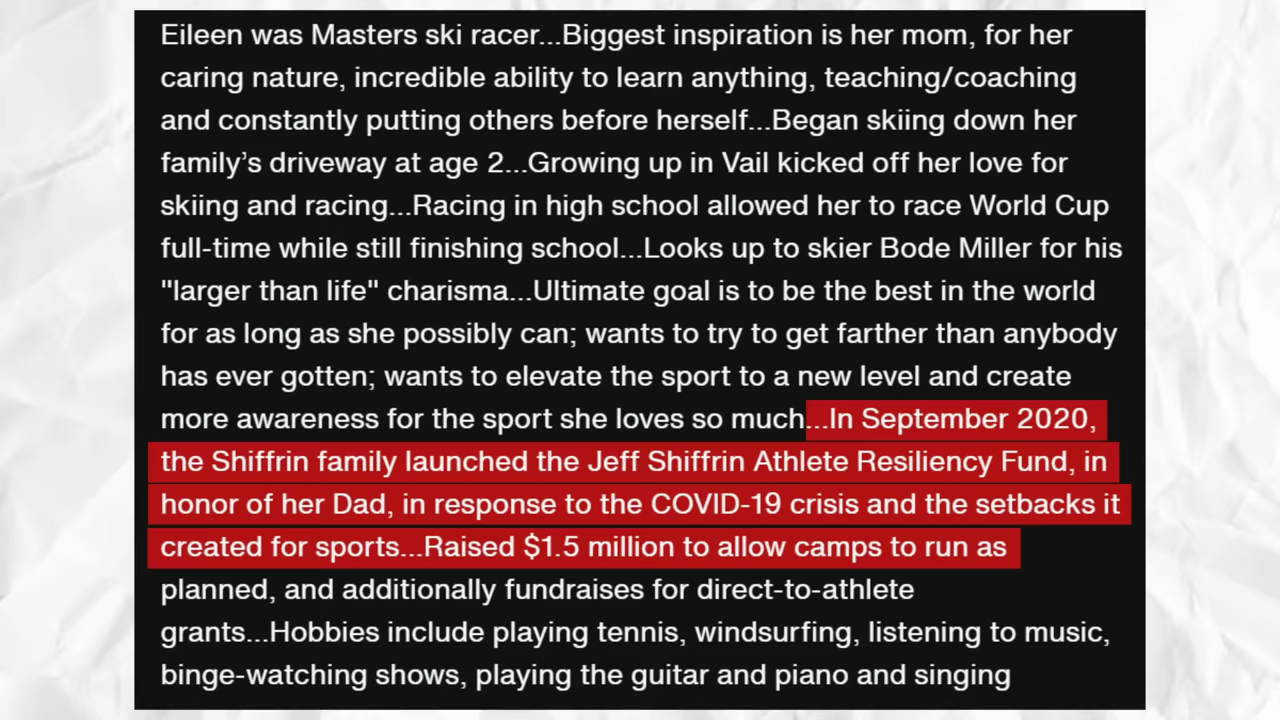 Eileen was Masters ski racer...Biggest inspiration is her mom, for her
caring nature, incredible ability to learn anything, teaching/coaching
and constantly putting others before herself...Began skiing down her
family’s driveway at age 2...Growing up in Vail kicked off her love for
skiing and racing...Racing in high school allowed her to race World Cup
full-time while still finishing school...Looks up to skier Bode Miller for his
"larger than life" charisma...Ultimate goal is to be the best in the world
for as long as she possibly can; wants to try to get farther than anybody
has ever gotten; wants to elevate the sport to a new level and create
more awareness for the sport she loves so much...In September 2020,
the Shiffrin family launched the Jeff Shiffrin Athlete Resiliency Fund, in
honor of her Dad, in response to the COVID-19 crisis and the setbacks it
created for sports...Raised $1.5 million to allow camps to run as
planned, and additionally fundraises for direct-to-athlete
grants...Hobbies include playing tennis, windsurfing, listening to music,
binge-watching shows, playing the guitar and piano and singing